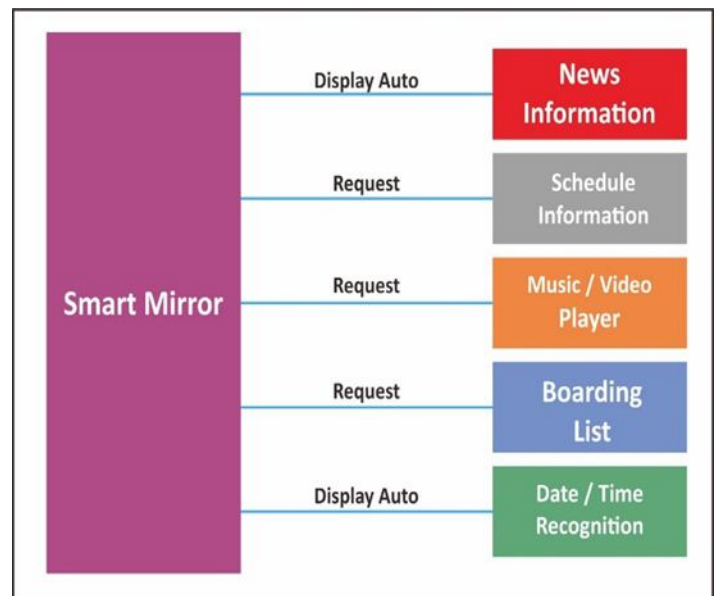 Smart Mirror
Display Auto
News
Information
Request
Schedule
Information
Request
Music / Video
Player
Request
Boarding
List
Display Auto
Date / Time
Recognition